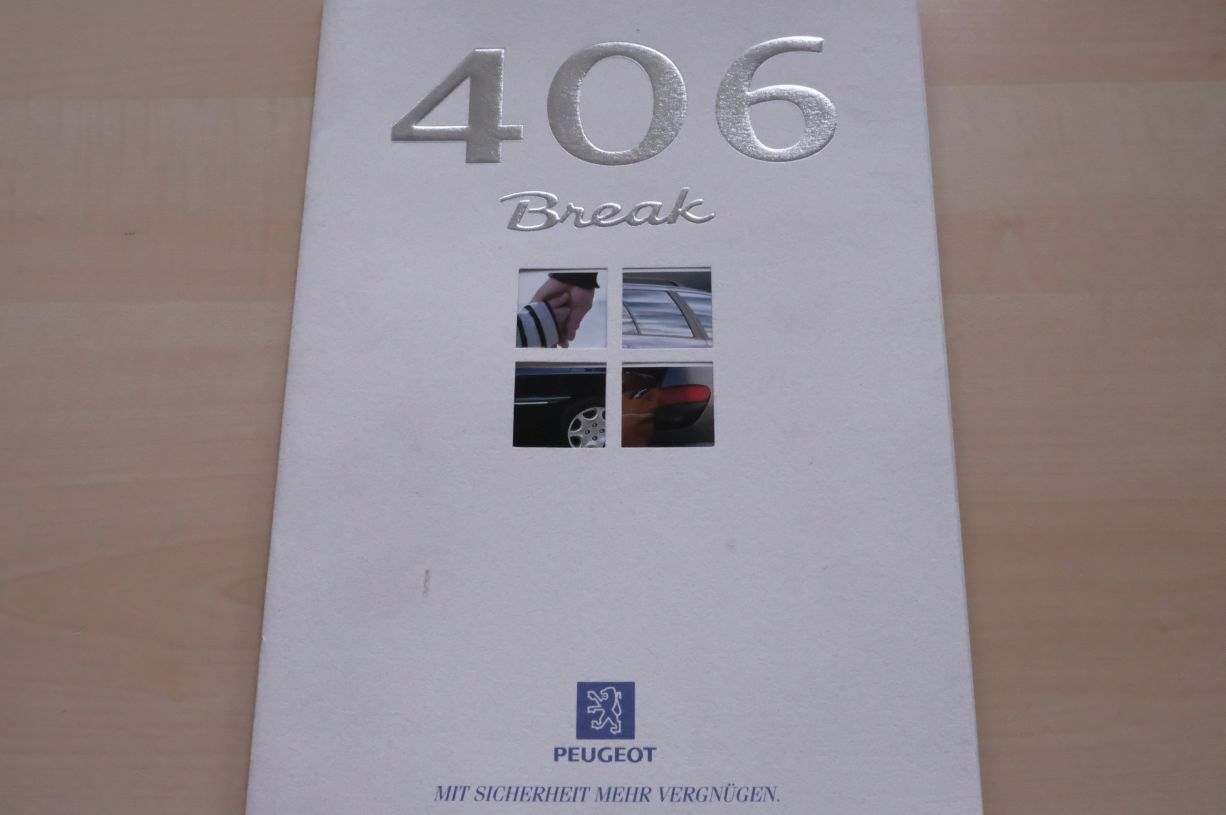 406
Break
PEUGEOT
MIT SICHERHEIT MEHR VERGNÜGEN.